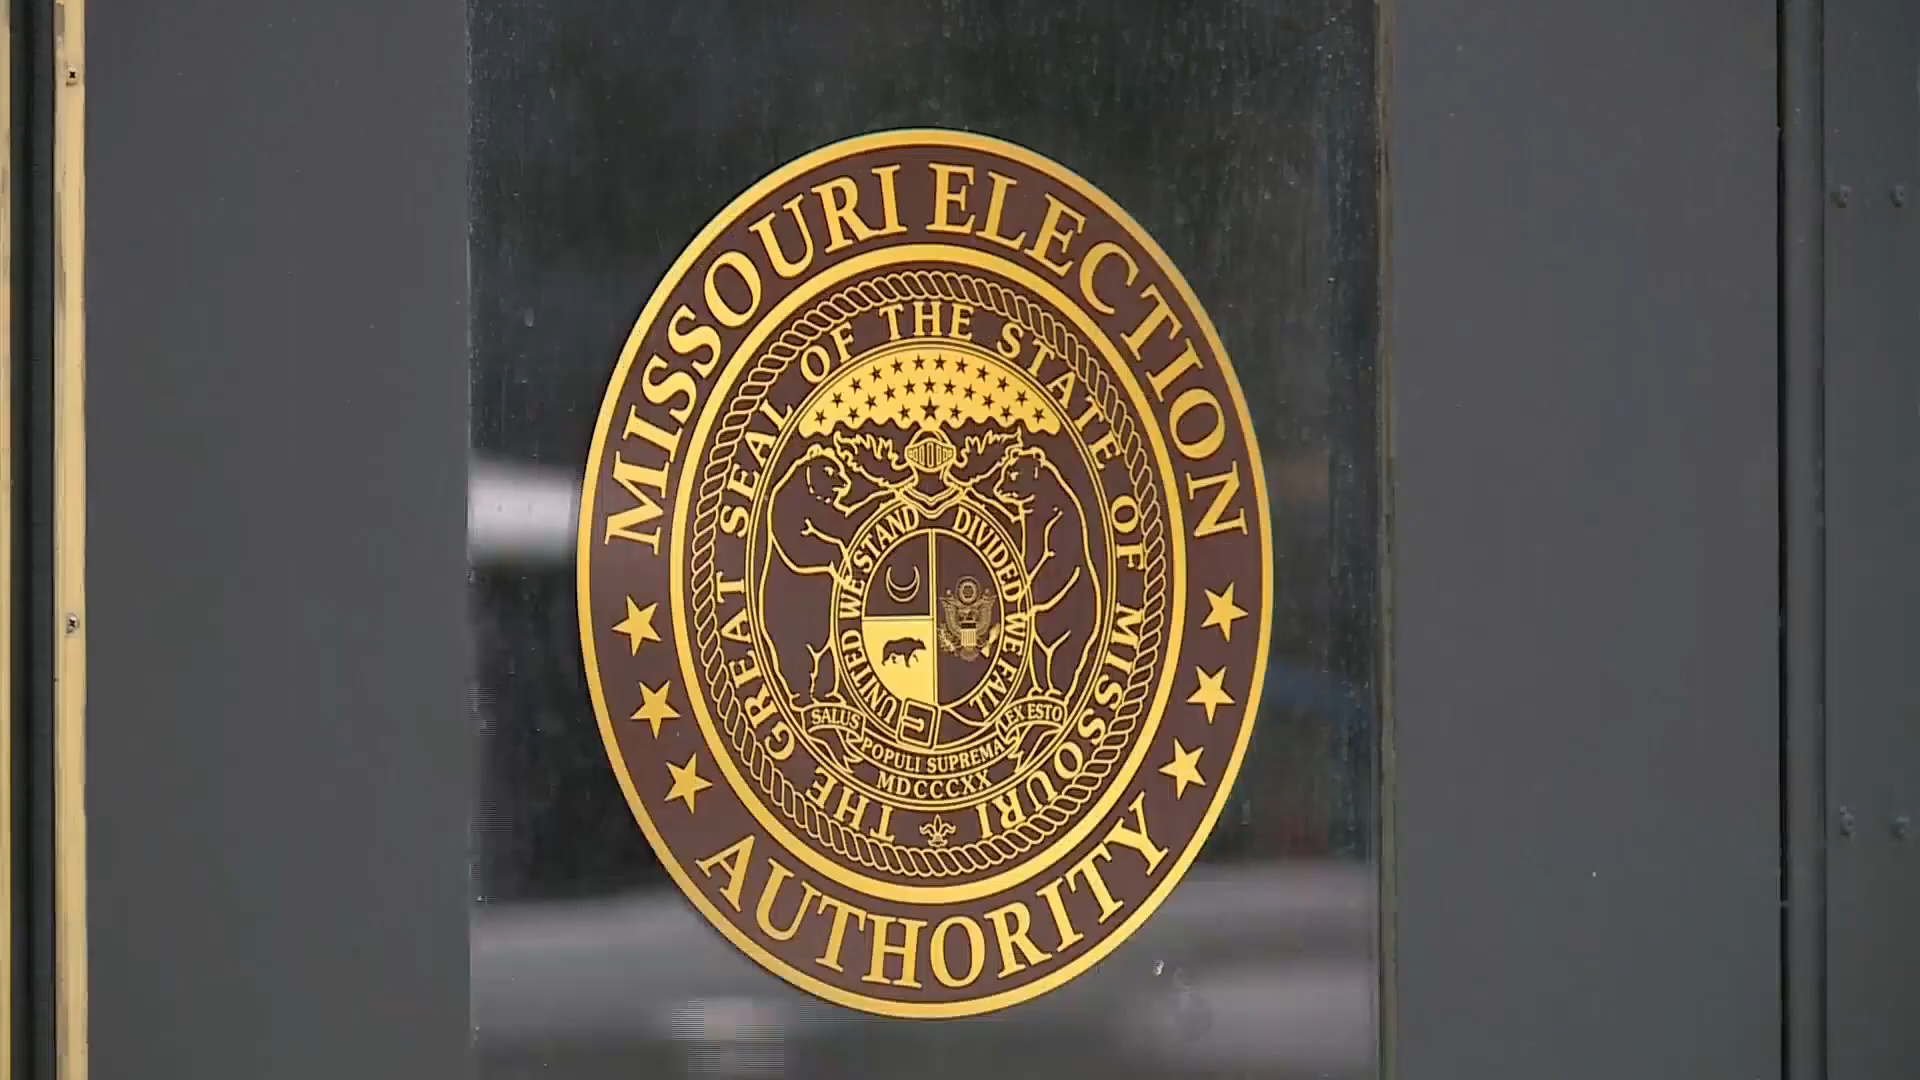 MISSOURI ELECTION
AUTHORITY
THE GREAT SEAL OF THE STATE OF MISSOURI
UNITED WE STAND DIVIDED WE FALL
SALUS POPULI SUPREMA LEX ESTO
MDCCCXX